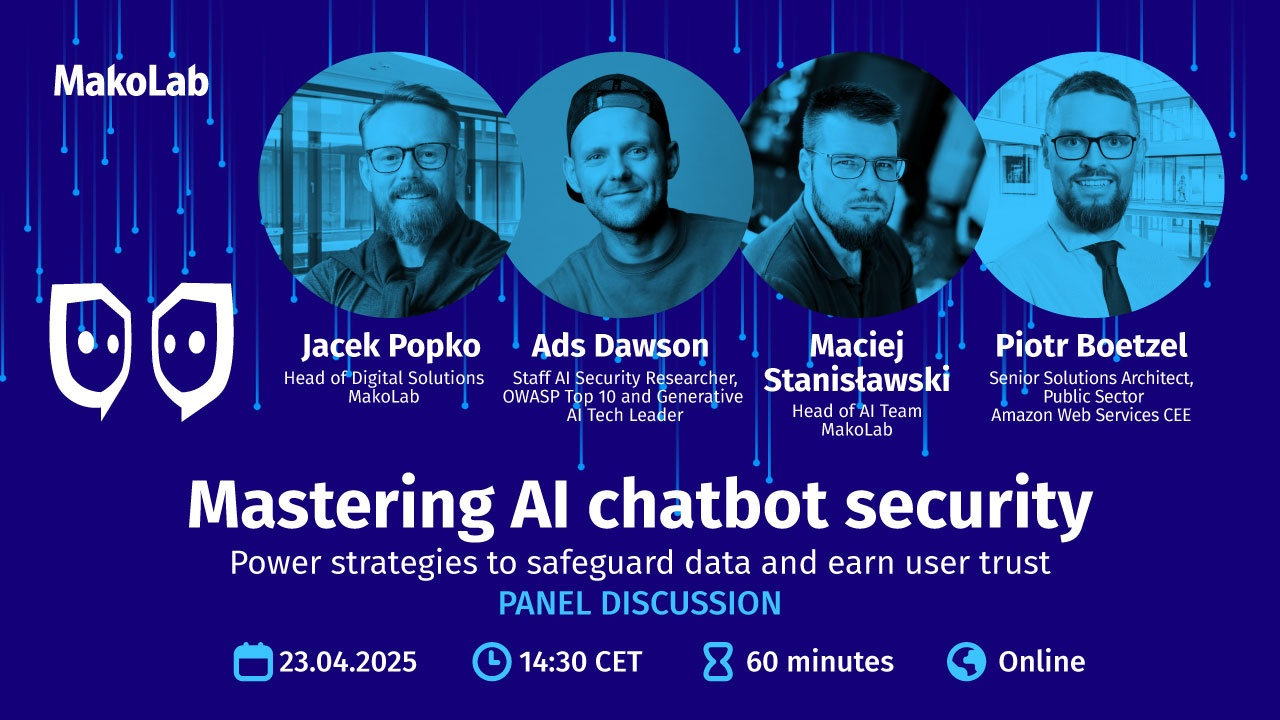 MakoLab
Jacek Popko
Head of Digital Solutions
MakoLab
Ads Dawson
Staff AI Security Researcher,
OWASP Top 10 and Generative
AI Tech Leader
Maciej
Stanisławski
Head of AI Team
MakoLab
Piotr Boetzel
Senior Solutions Architect,
Public Sector
Amazon Web Services CEE
Mastering AI chatbot security
Power strategies to safeguard data and earn user trust
PANEL DISCUSSION
23.04.2025
14:30 CET
60 minutes
Online